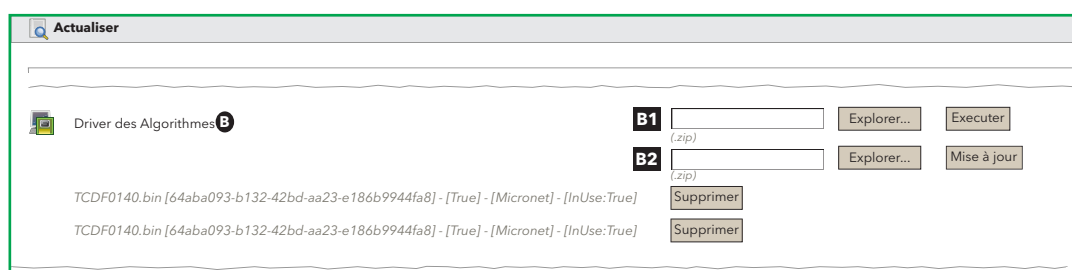 Actualiser
Driver des Algorithmes B B1 Explorer... Executer
(.zip)
B2 Explorer... Mise à jour
(.zip)
TCDF0140.bin [64aba093-b132-42bd-aa23-e186b9944fa8] - [True] - [Micronet] - [InUse:True] Supprimer
TCDF0140.bin [64aba093-b132-42bd-aa23-e186b9944fa8] - [True] - [Micronet] - [InUse:True] Supprimer